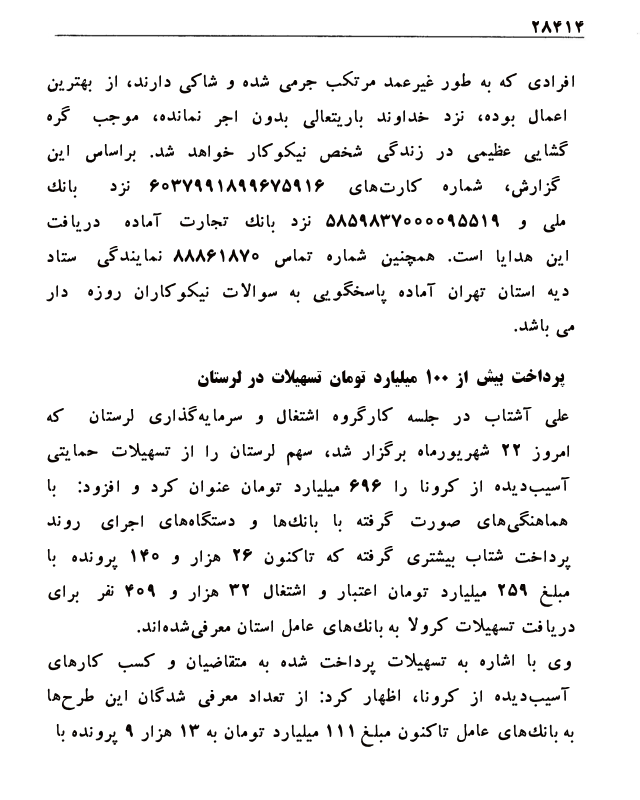 ۲۸۴۱۴
افرادی که به طور غیرعمد مرتکب جرمی شده و شاکی دارند، از بهترین
اعمال بوده، نزد خداوند باریتعالی بدون اجر نمانده، موجب گره
گشایی عظیمی در زندگی شخص نیکوکار خواهد شد. براساس این
گزارش، شماره کارت‌های ۶۰۳۷۹۹۱۸۹۹۶۷۵۹۱۶ نزد بانک
ملی و ۵۸۵۹۸۳۷۰۰۰۰۹۵۵۱۹ نزد بانک تجارت آماده دریافت
این هدایا است. همچنین شماره تماس ۸۸۸۶۱۸۷۰ نمایندگی ستاد
دیه استان تهران آماده پاسخگویی به سوالات نیکوکاران روزه دار
می باشد.
پرداخت بیش از ۱۰۰ میلیارد تومان تسهیلات در لرستان
علی آشتاب در جلسه کارگروه اشتغال و سرمایه‌گذاری لرستان که
امروز ۲۲ شهریورماه برگزار شد، سهم لرستان را از تسهیلات حمایتی
آسیب‌دیده از کرونا را ۶۹۶ میلیارد تومان عنوان کرد و افزود: با
هماهنگی‌های صورت گرفته با بانک‌ها و دستگاه‌های اجرای روند
پرداخت شتاب بیشتری گرفته که تاکنون ۲۶ هزار و ۱۴۰ پرونده با
مبلغ ۲۵۹ میلیارد تومان اعتبار و اشتغال ۳۲ هزار و ۴۰۹ نفر برای
دریافت تسهیلات کرولا به بانک‌های عامل استان معرفی‌شده‌اند.
وی با اشاره به تسهیلات پرداخت شده به متقاضیان و کسب کارهای
آسیب‌دیده از کرونا، اظهار کرد: از تعداد معرفی شدگان این طرح‌ها
به بانک‌های عامل تاکنون مبلغ ۱۱۱ میلیارد تومان به ۱۳ هزار ۹ پرونده با